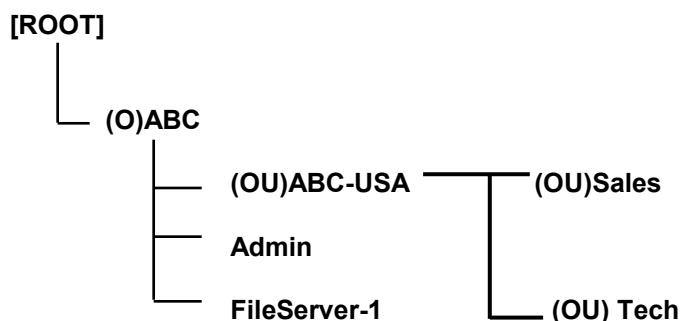 [ROOT]
(O)ABC
(OU)ABC-USA
(OU)Sales
Admin
FileServer-1
(OU) Tech